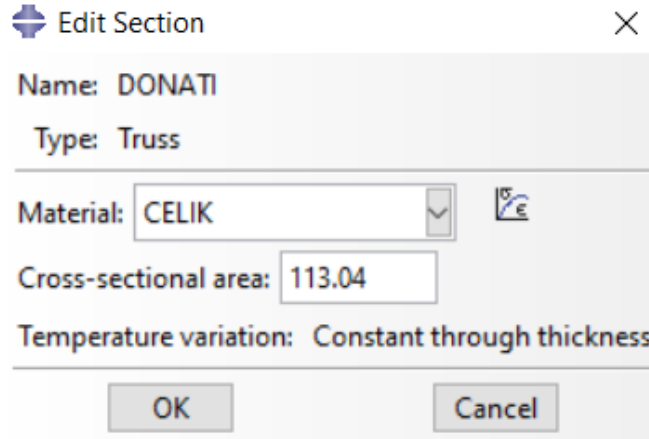 Edit Section
Name: DONATI
Type: Truss
Material: CELIK
Cross-sectional area: 113.04
Temperature variation: Constant through thickness
OK Cancel